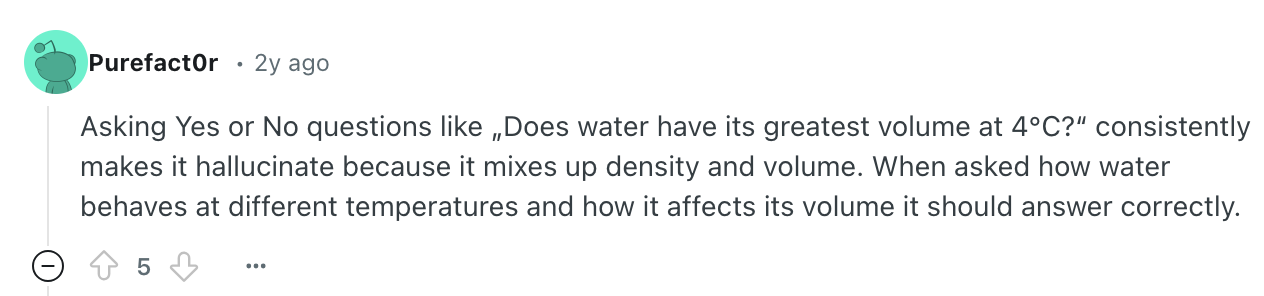 Purefact0r • 2y ago
Asking Yes or No questions like „Does water have its greatest volume at 4°C?“ consistently
makes it hallucinate because it mixes up density and volume. When asked how water
behaves at different temperatures and how it affects its volume it should answer correctly.
5